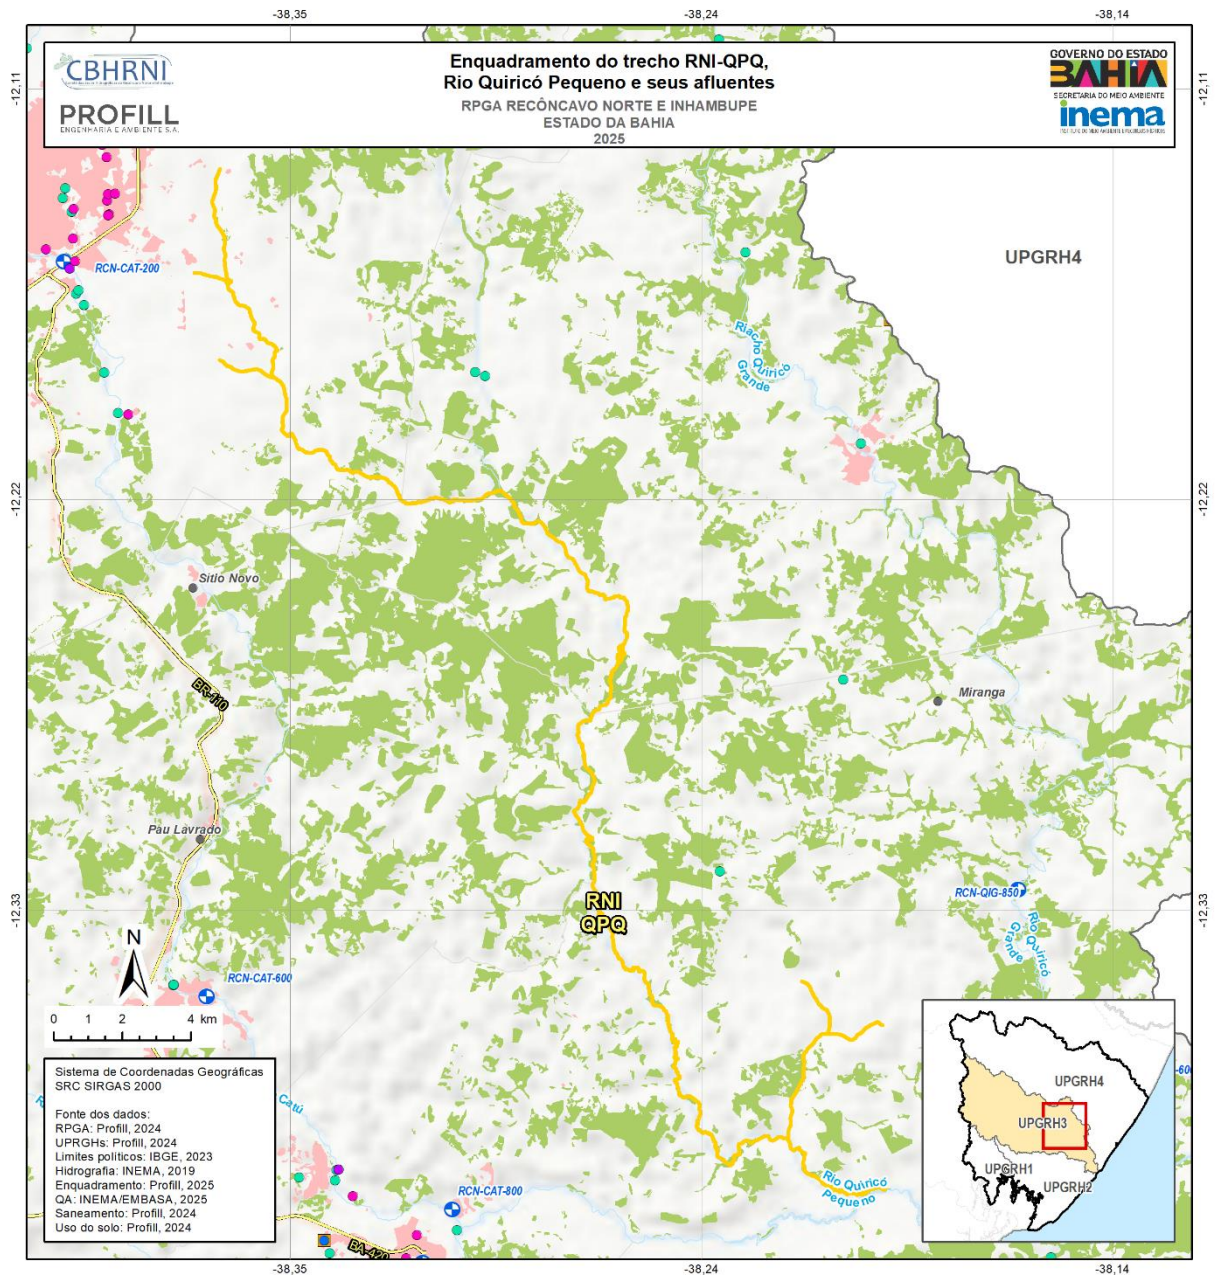 -38,35
-38,24
-38,14
CBHRNI
PROFILL
ENGENHARIA E AMBIENTE S.A.
Enquadramento do trecho RNI-QPQ,
Rio Quiricó Pequeno e seus afluentes
RPGA RECÔNCAVO NORTE E INHAMBUPE
ESTADO DA BAHIA
2025
GOVERNO DO ESTADO
BAHIA
SECRETARIA DO MEIO AMBIENTE
inema
INSTITUTO DO MEIO AMBIENTE E RECURSOS HÍDRICOS
-12,11
-12,11
RCN-CAT-200
UPGRH4
Riacho Quiricó
Grande
-12,22
-12,22
Sítio Novo
BR-110
Miranga
Pau Lavrado
RCN-QIG-850
Rio Quiricó
Grande
RNI
QPQ
-12,33
-12,33
N
RCN-CAT-600
0 1 2 4 km
Sistema de Coordenadas Geográficas
SRC SIRGAS 2000
Fonte dos dados:
RPGA: Profill, 2024
UPRGHs: Profill, 2024
Limites políticos: IBGE, 2023
Hidrografia: INEMA, 2019
Enquadramento: Profill, 2025
QA: INEMA/EMBASA, 2025
Saneamento: Profill, 2024
Uso do solo: Profill, 2024
Catú
Rio Quiricó
Pequeno
RCN-CAT-800
BA-420
UPGRH4
UPGRH3
UPGRH1
UPGRH2
-600
-38,35
-38,24
-38,14